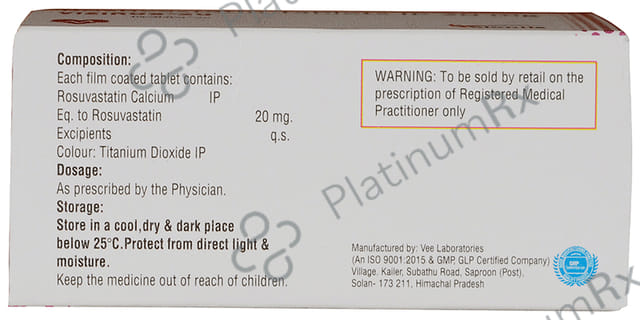 Composition:
Each film coated tablet contains:
Rosuvastatin Calcium IP
Eq. to Rosuvastatin 20 mg.
Excipients q.s.
Colour: Titanium Dioxide IP
Dosage:
As prescribed by the Physician.
Storage:
Store in a cool,dry & dark place
below 25°C.Protect from direct light &
moisture.
Keep the medicine out of reach of children.
WARNING: To be sold by retail on the
prescription of Registered Medical
Practitioner only
Manufactured by: Vee Laboratories
(An ISO 9001:2015 & GMP, GLP Certified Company)
Village. Kailer, Subathu Road, Saproon (Post),
Solan- 173 211, Himachal Pradesh
PlatinumRx